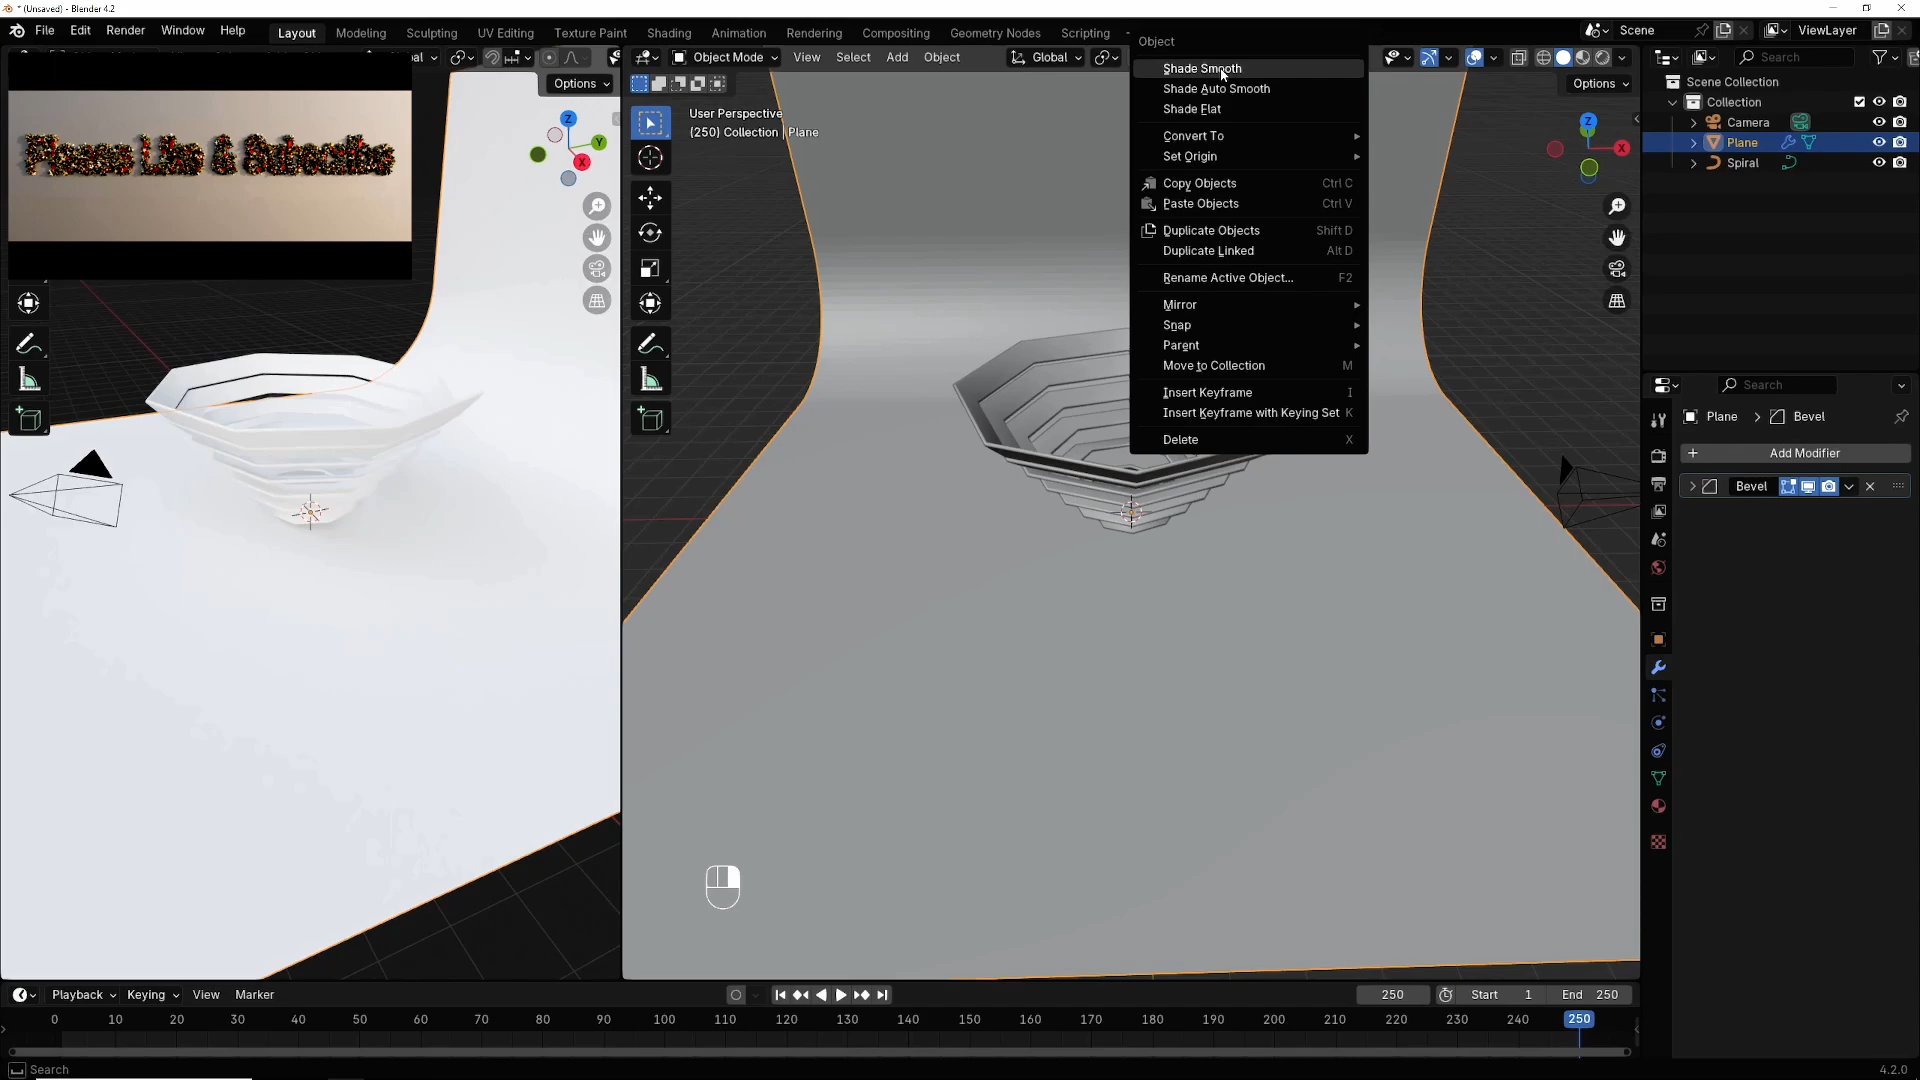 * (Unsaved) - Blender 4.2
File Edit Render Window Help Layout Modeling Sculpting UV Editing Texture Paint Shading Animation Rendering Compositing Geometry Nodes Scripting Scene ViewLayer
Object Mode View Select Add Object Global
Options
Options
Please Like & Subscribe
User Perspective
(250) Collection | Plane
Z
Y
X
Z
X
Object
Shade Smooth
Shade Auto Smooth
Shade Flat
Convert To
Set Origin
Copy Objects Ctrl C
Paste Objects Ctrl V
Duplicate Objects Shift D
Duplicate Linked Alt D
Rename Active Object... F2
Mirror
Snap
Parent
Move to Collection M
Insert Keyframe I
Insert Keyframe with Keying Set K
Delete X
Search
Scene Collection
Collection
Camera
Plane
Spiral
Search
Plane > Bevel
+ Add Modifier
Bevel
Playback Keying View Marker 250 Start 1 End 250
0 10 20 30 40 50 60 70 80 90 100 110 120 130 140 150 160 170 180 190 200 210 220 230 240 250
Search 4.2.0